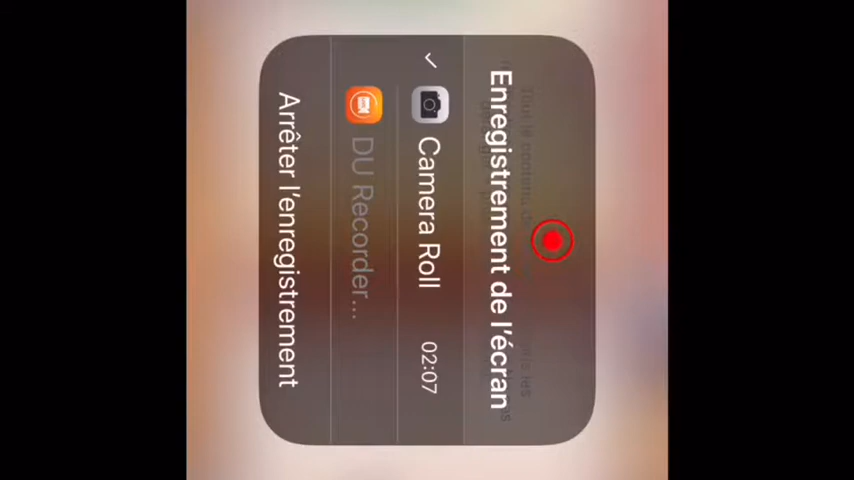 Enregistrement de l'écran
Camera Roll 02:07
DU Recorder...
Arrêter l'enregistrement